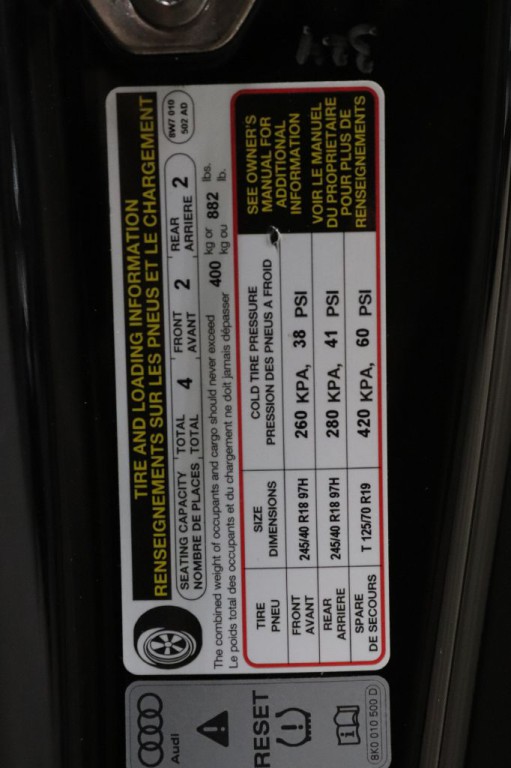 TIRE AND LOADING INFORMATION
RENSEIGNEMENTS SUR LES PNEUS ET LE CHARGEMENT
8W7 010
502 AD
SEATING CAPACITY TOTAL 4 FRONT 2 REAR 2
NOMBRE DE PLACES TOTAL AVANT ARRIERE
The combined weight of occupants and cargo should never exceed 400 kg or 882 lbs.
Le poids total des occupants et du chargement ne doit jamais dépasser kg ou lb.
TIRE
PNEU
SIZE
DIMENSIONS
COLD TIRE PRESSURE
PRESSION DES PNEUS A FROID
FRONT
AVANT
245/40 R18 97H
260 KPA, 38 PSI
REAR
ARRIERE
245/40 R18 97H
280 KPA, 41 PSI
SPARE
DE SECOURS
T 125/70 R19
420 KPA, 60 PSI
SEE OWNER'S
MANUAL FOR
ADDITIONAL
INFORMATION
VOIR LE MANUEL
DU PROPRIETAIRE
POUR PLUS DE
RENSEIGNEMENTS
Audi
RESET
8K0 010 500 D